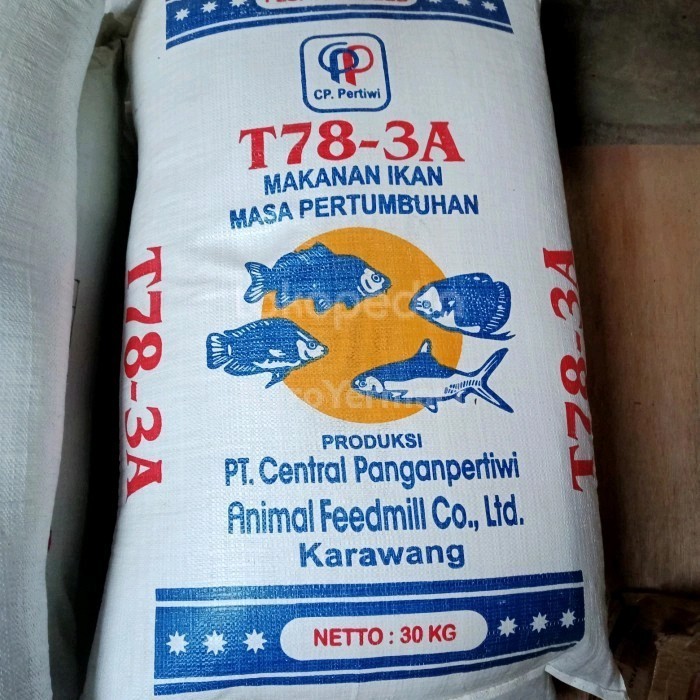 CP. Pertiwi
T78-3A
MAKANAN IKAN
MASA PERTUMBUHAN
T78-3A
T78-3A
tokopedia
PRODUKSI
PT. Central Panganpertiwi
Animal Feedmill Co., Ltd.
Karawang
NETTO : 30 KG